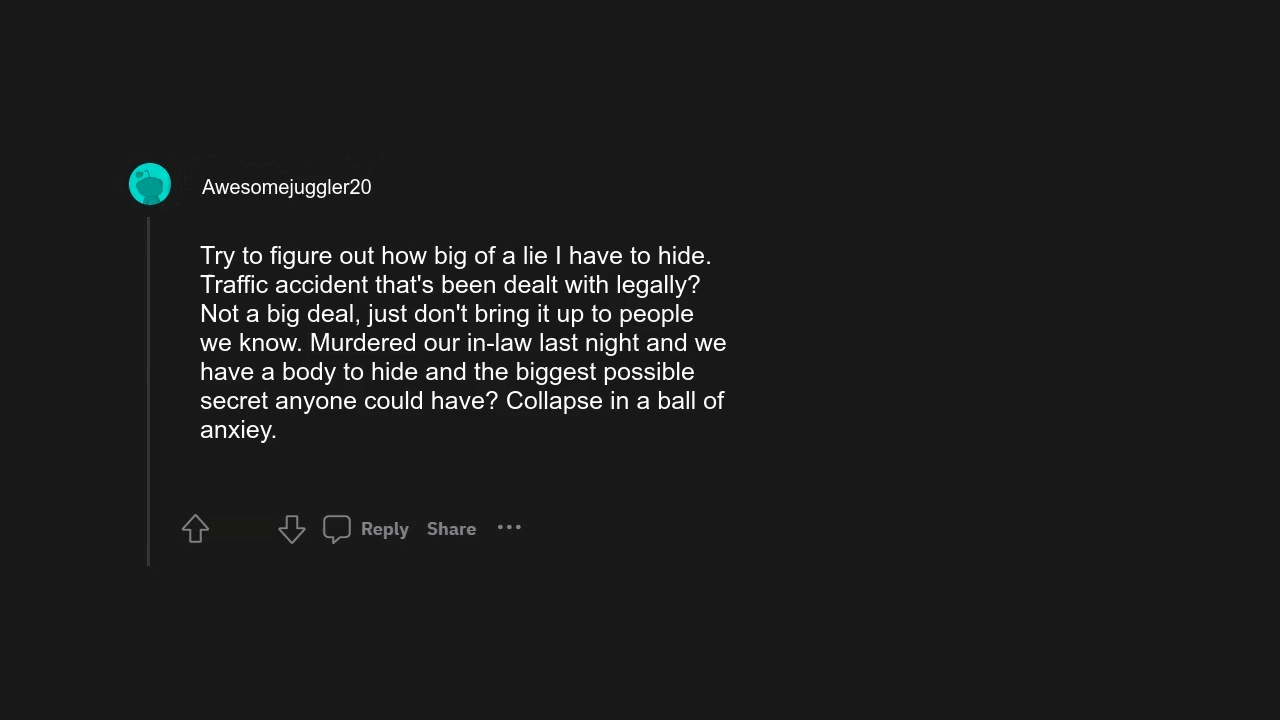 Awesomejuggler20
Try to figure out how big of a lie I have to hide.
Traffic accident that's been dealt with legally?
Not a big deal, just don't bring it up to people
we know. Murdered our in-law last night and we
have a body to hide and the biggest possible
secret anyone could have? Collapse in a ball of
anxiey.
Reply Share